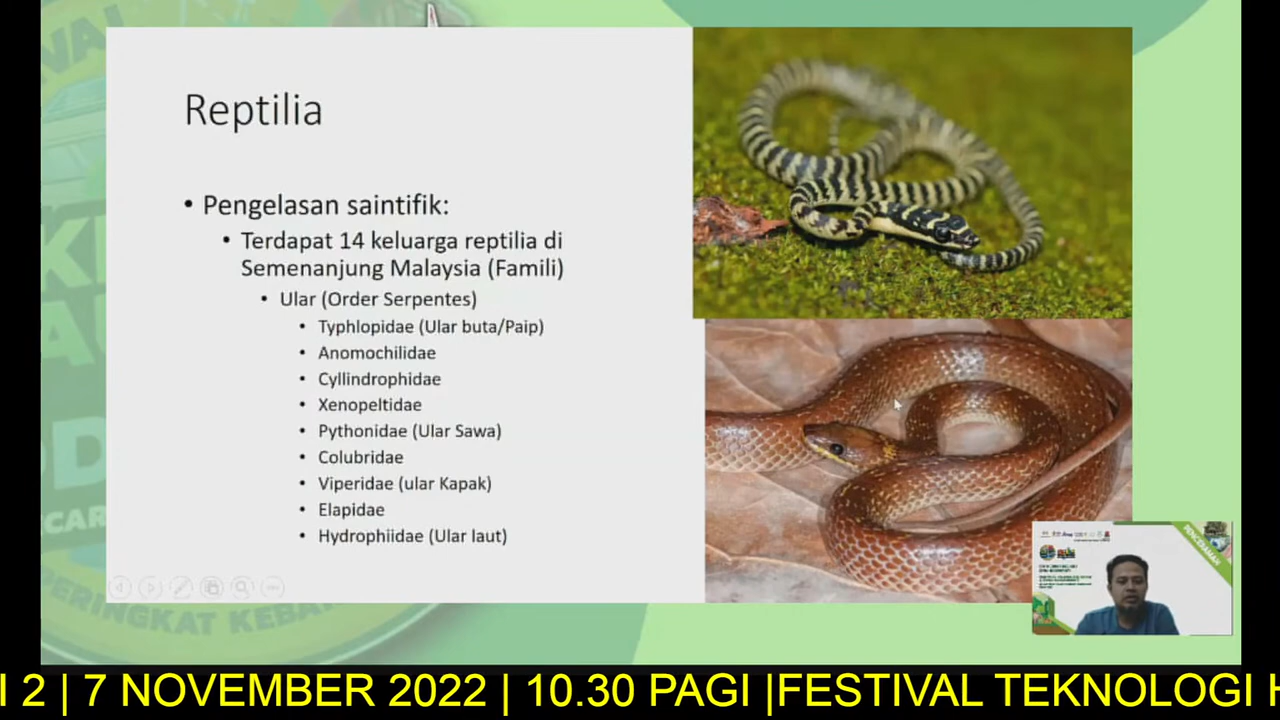 Reptilia
• Pengelasan saintifik:
• Terdapat 14 keluarga reptilia di
Semenanjung Malaysia (Famili)
• Ular (Order Serpentes)
• Typhlopidae (Ular buta/Paip)
• Anomochilidae
• Cyllindrophidae
• Xenopeltidae
• Pythonidae (Ular Sawa)
• Colubridae
• Viperidae (ular Kapak)
• Elapidae
• Hydrophiidae (Ular laut)
PERINGKAT KEBA
I 2 | 7 NOVEMBER 2022 | 10.30 PAGI |FESTIVAL TEKNOLOGI H